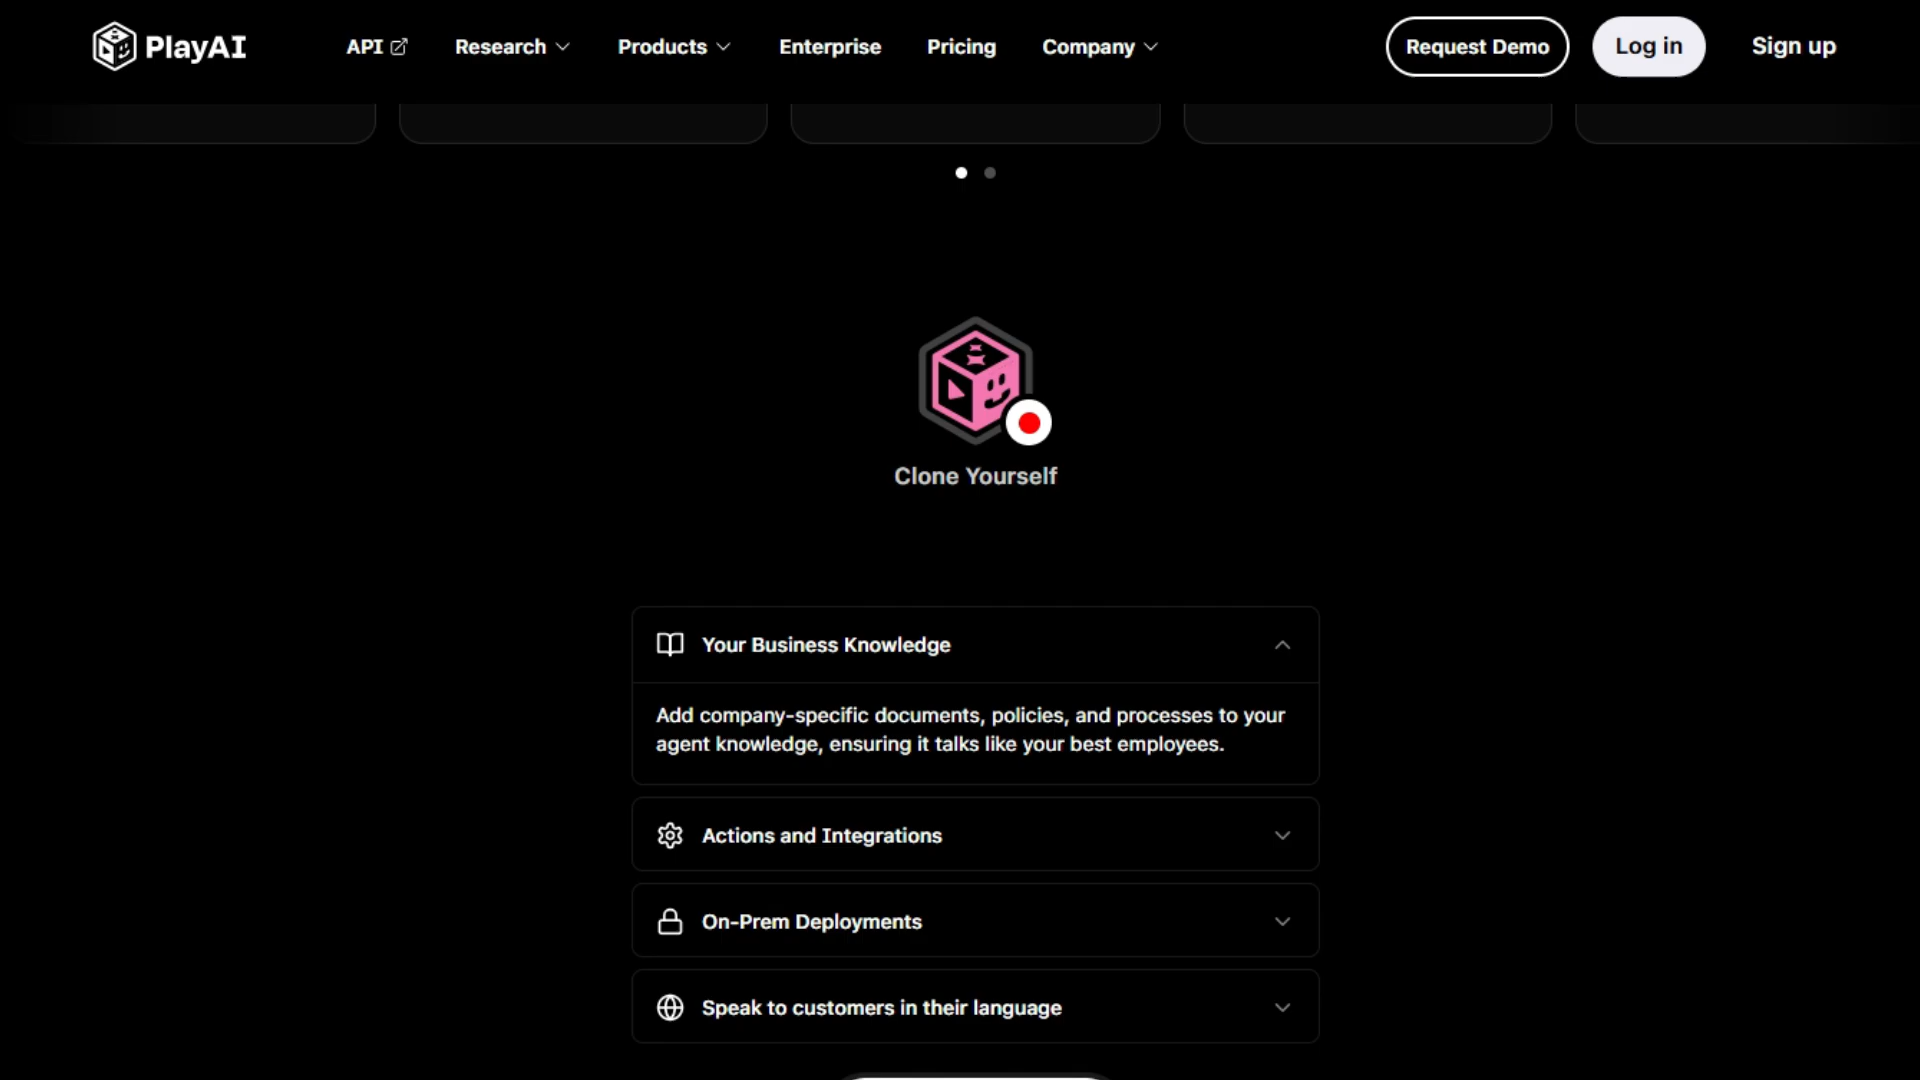 PlayAI
API
Research
Products
Enterprise
Pricing
Company
Request Demo
Log in
Sign up
Clone Yourself
Your Business Knowledge
Add company-specific documents, policies, and processes to your
agent knowledge, ensuring it talks like your best employees.
Actions and Integrations
On-Prem Deployments
Speak to customers in their language